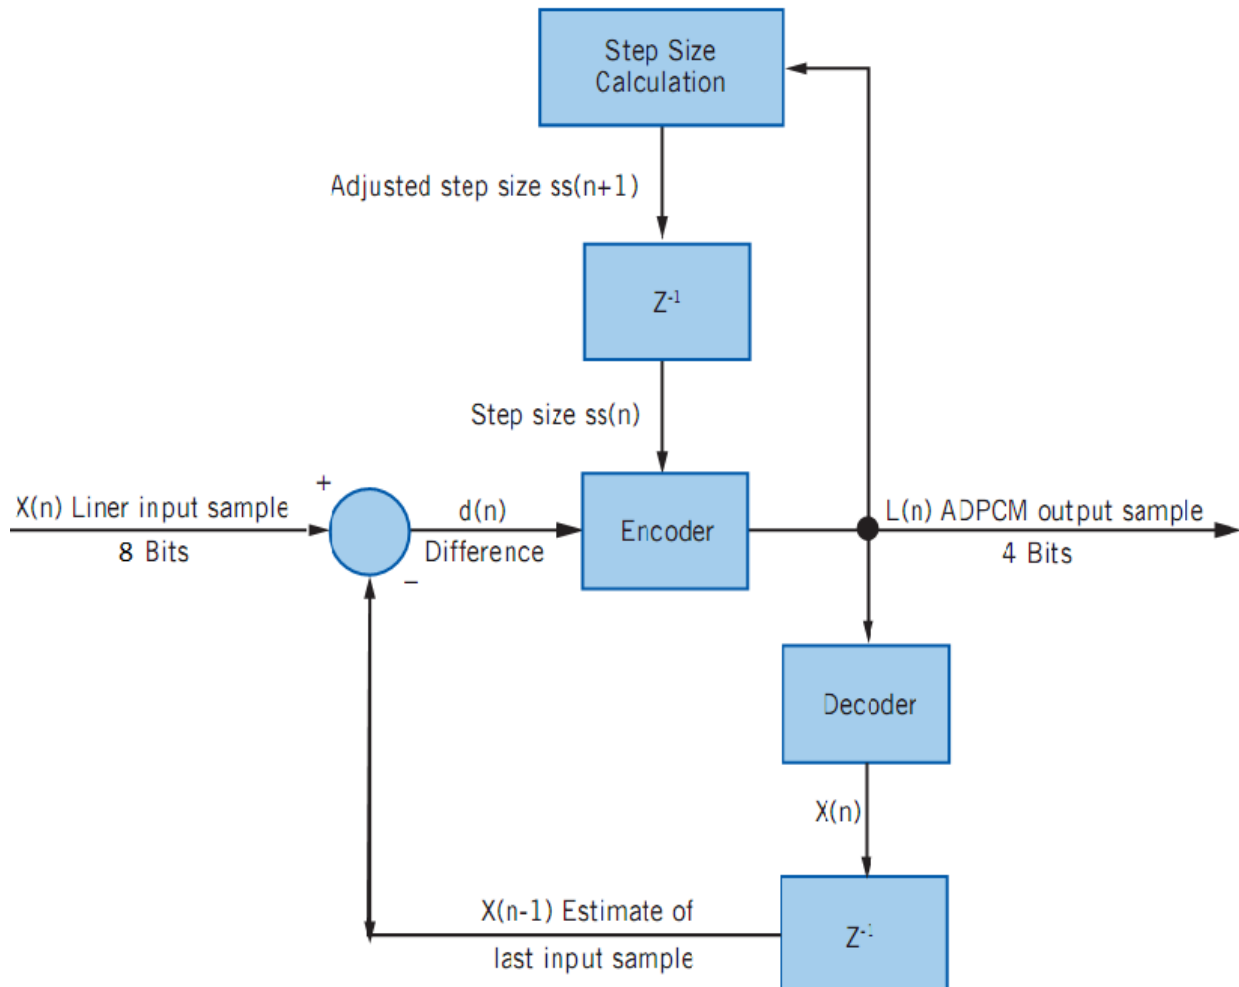 Step Size
Calculation
Adjusted step size ss(n+1)
Z⁻¹
Step size ss(n)
+
X(n) Liner input sample
8 Bits
−
d(n)
Difference
Encoder
L(n) ADPCM output sample
4 Bits
Decoder
X(n)
X(n-1) Estimate of
last input sample
Z⁻¹